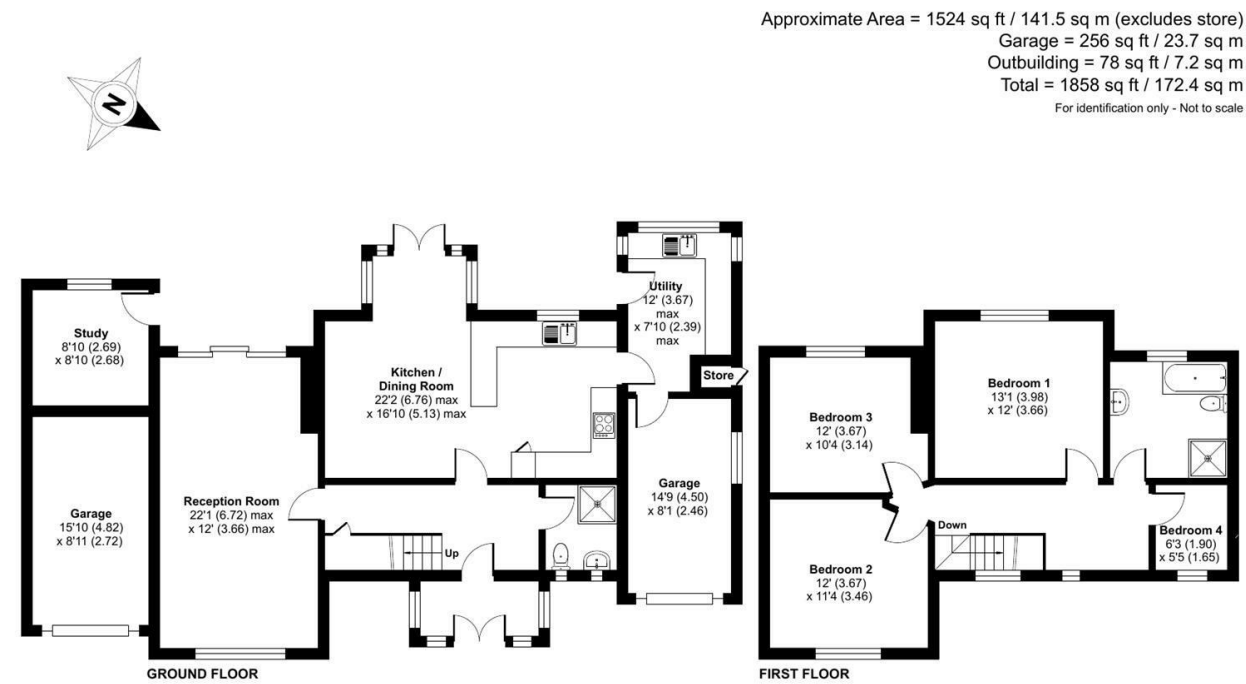 Approximate Area = 1524 sq ft / 141.5 sq m (excludes store)
Garage = 256 sq ft / 23.7 sq m
Outbuilding = 78 sq ft / 7.2 sq m
Total = 1858 sq ft / 172.4 sq m
For identification only - Not to scale
N
Study
8'10 (2.69)
x 8'10 (2.68)
Garage
15'10 (4.82)
x 8'11 (2.72)
Reception Room
22'1 (6.72) max
x 12' (3.66) max
Kitchen /
Dining Room
22'2 (6.76) max
x 16'10 (5.13) max
Up
Utility
12' (3.67)
max
x 7'10 (2.39)
max
Store
Garage
14'9 (4.50)
x 8'1 (2.46)
GROUND FLOOR
Bedroom 3
12' (3.67)
x 10'4 (3.14)
Bedroom 1
13'1 (3.98)
x 12' (3.66)
Bedroom 2
12' (3.67)
x 11'4 (3.46)
Down
Bedroom 4
6'3 (1.90)
x 5'5 (1.65)
FIRST FLOOR